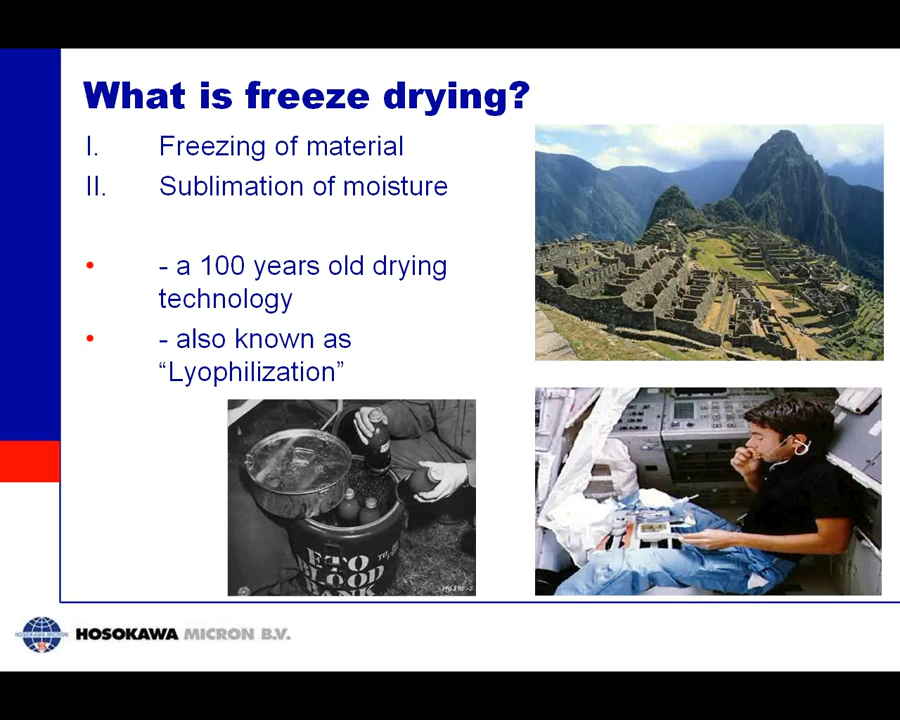 What is freeze drying?
I. Freezing of material
II. Sublimation of moisture
• - a 100 years old drying
technology
• - also known as
“Lyophilization”
ETO
BLOOD
BANK
HOSOKAWA MICRON B.V.